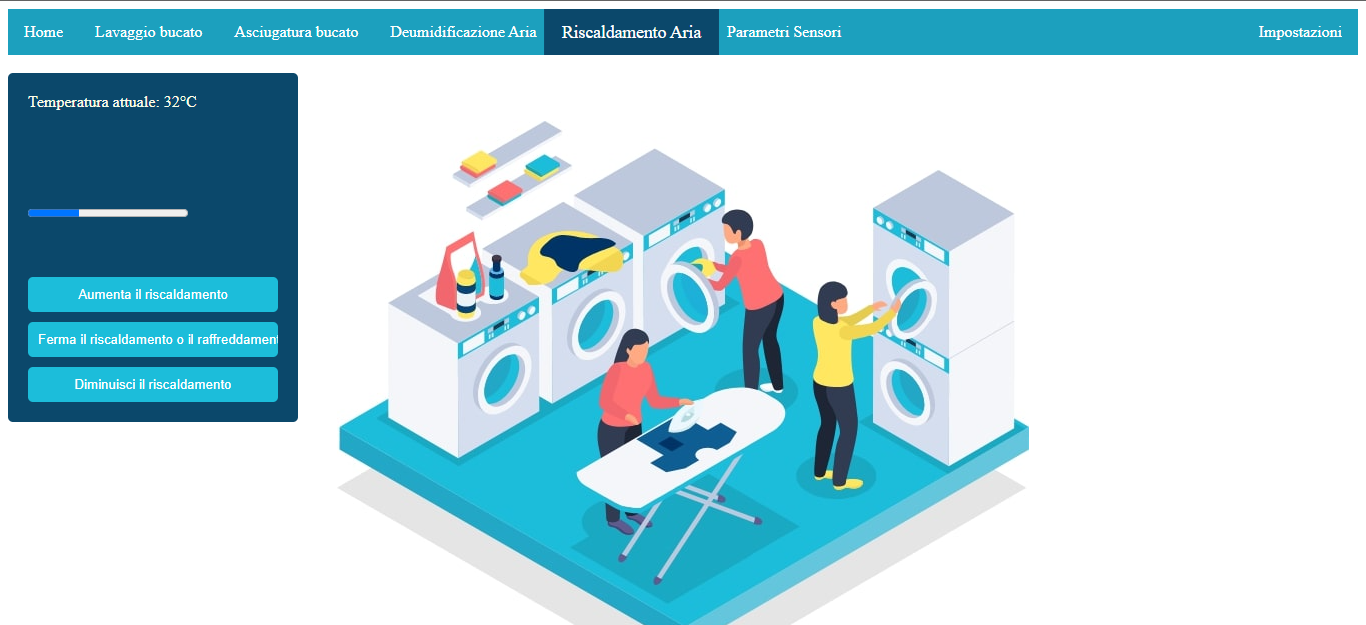 Home Lavaggio bucato Asciugatura bucato Deumidificazione Aria Riscaldamento Aria Parametri Sensori Impostazioni
Temperatura attuale: 32°C
Aumenta il riscaldamento
Ferma il riscaldamento o il raffreddament
Diminuisci il riscaldamento